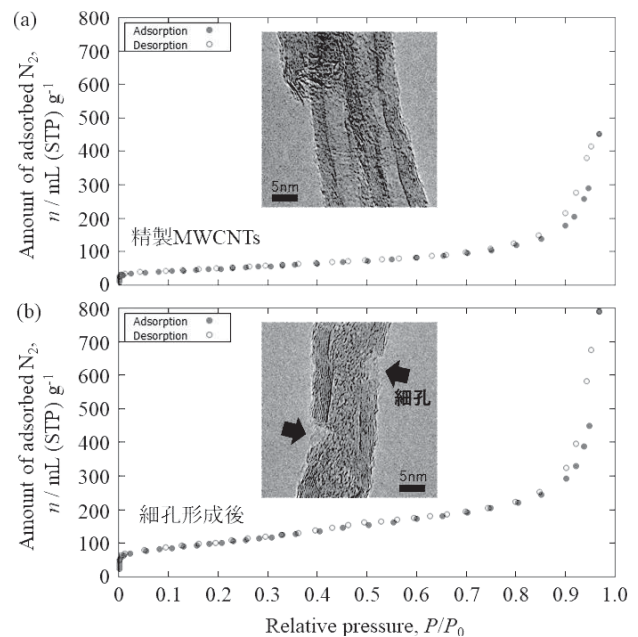 (a)
800
700
600
500
400
300
200
100
0
Amount of adsorbed N₂,
n / mL (STP) g⁻¹
Adsorption
Desorption
5nm
精製MWCNTs
(b)
800
700
600
500
400
300
200
100
0
Amount of adsorbed N₂,
n / mL (STP) g⁻¹
Adsorption
Desorption
細孔
5nm
細孔形成後
0 0.1 0.2 0.3 0.4 0.5 0.6 0.7 0.8 0.9 1.0
Relative pressure, P/P₀